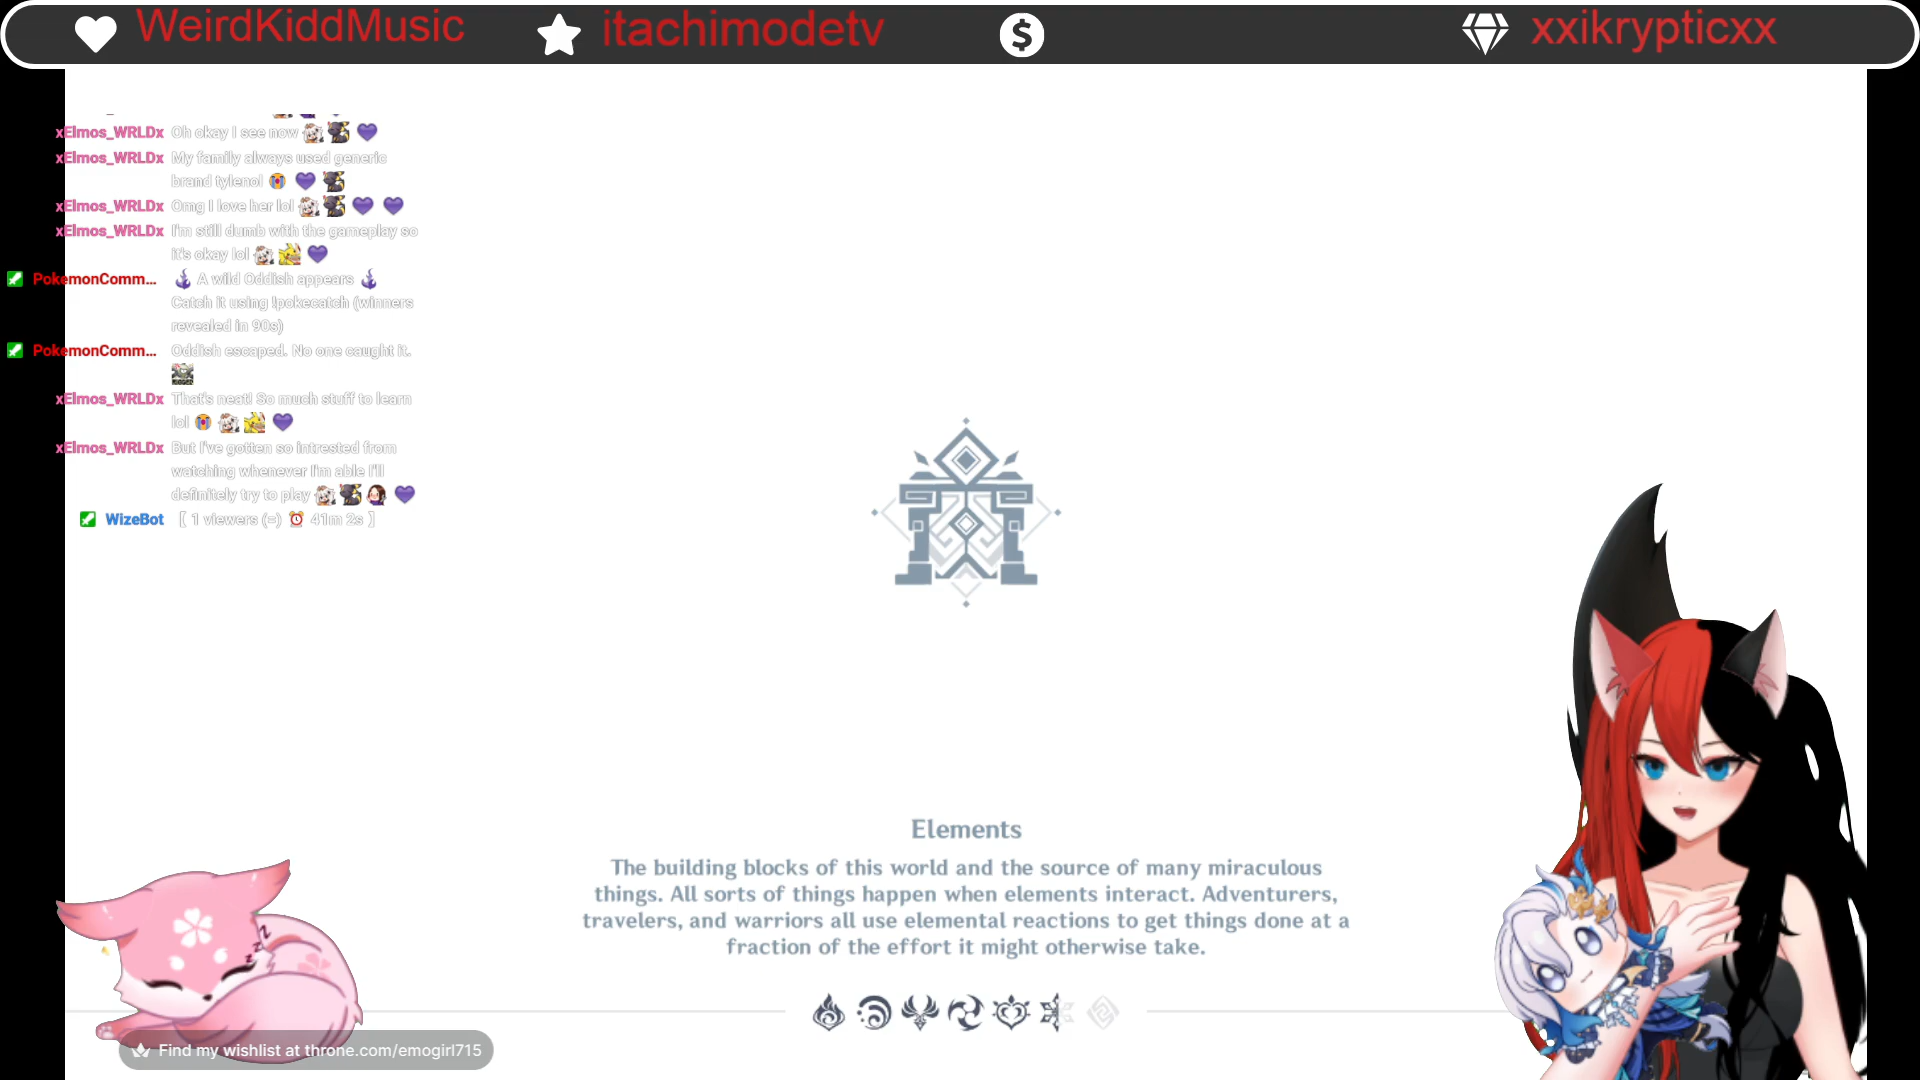 WeirdKiddMusic
itachimodetv
xxikrypticxx
xElmos_WRLDx Oh okay I see now
xElmos_WRLDx My family always used generic
brand tylenol
xElmos_WRLDx Omg I love her lol
xElmos_WRLDx I'm still dumb with the gameplay so
it's okay lol
PokemonComm... A wild Oddish appears
Catch it using !pokecatch (winners
revealed in 90s)
PokemonComm... Oddish escaped. No one caught it.
xElmos_WRLDx That's neat! So much stuff to learn
lol
xElmos_WRLDx But I've gotten so intrested from
watching whenever I'm able I'll
definitely try to play
WizeBot [ 1 viewers (=) 41m 2s ]
Elements
The building blocks of this world and the source of many miraculous
things. All sorts of things happen when elements interact. Adventurers,
travelers, and warriors all use elemental reactions to get things done at a
fraction of the effort it might otherwise take.
Find my wishlist at throne.com/emogirl715